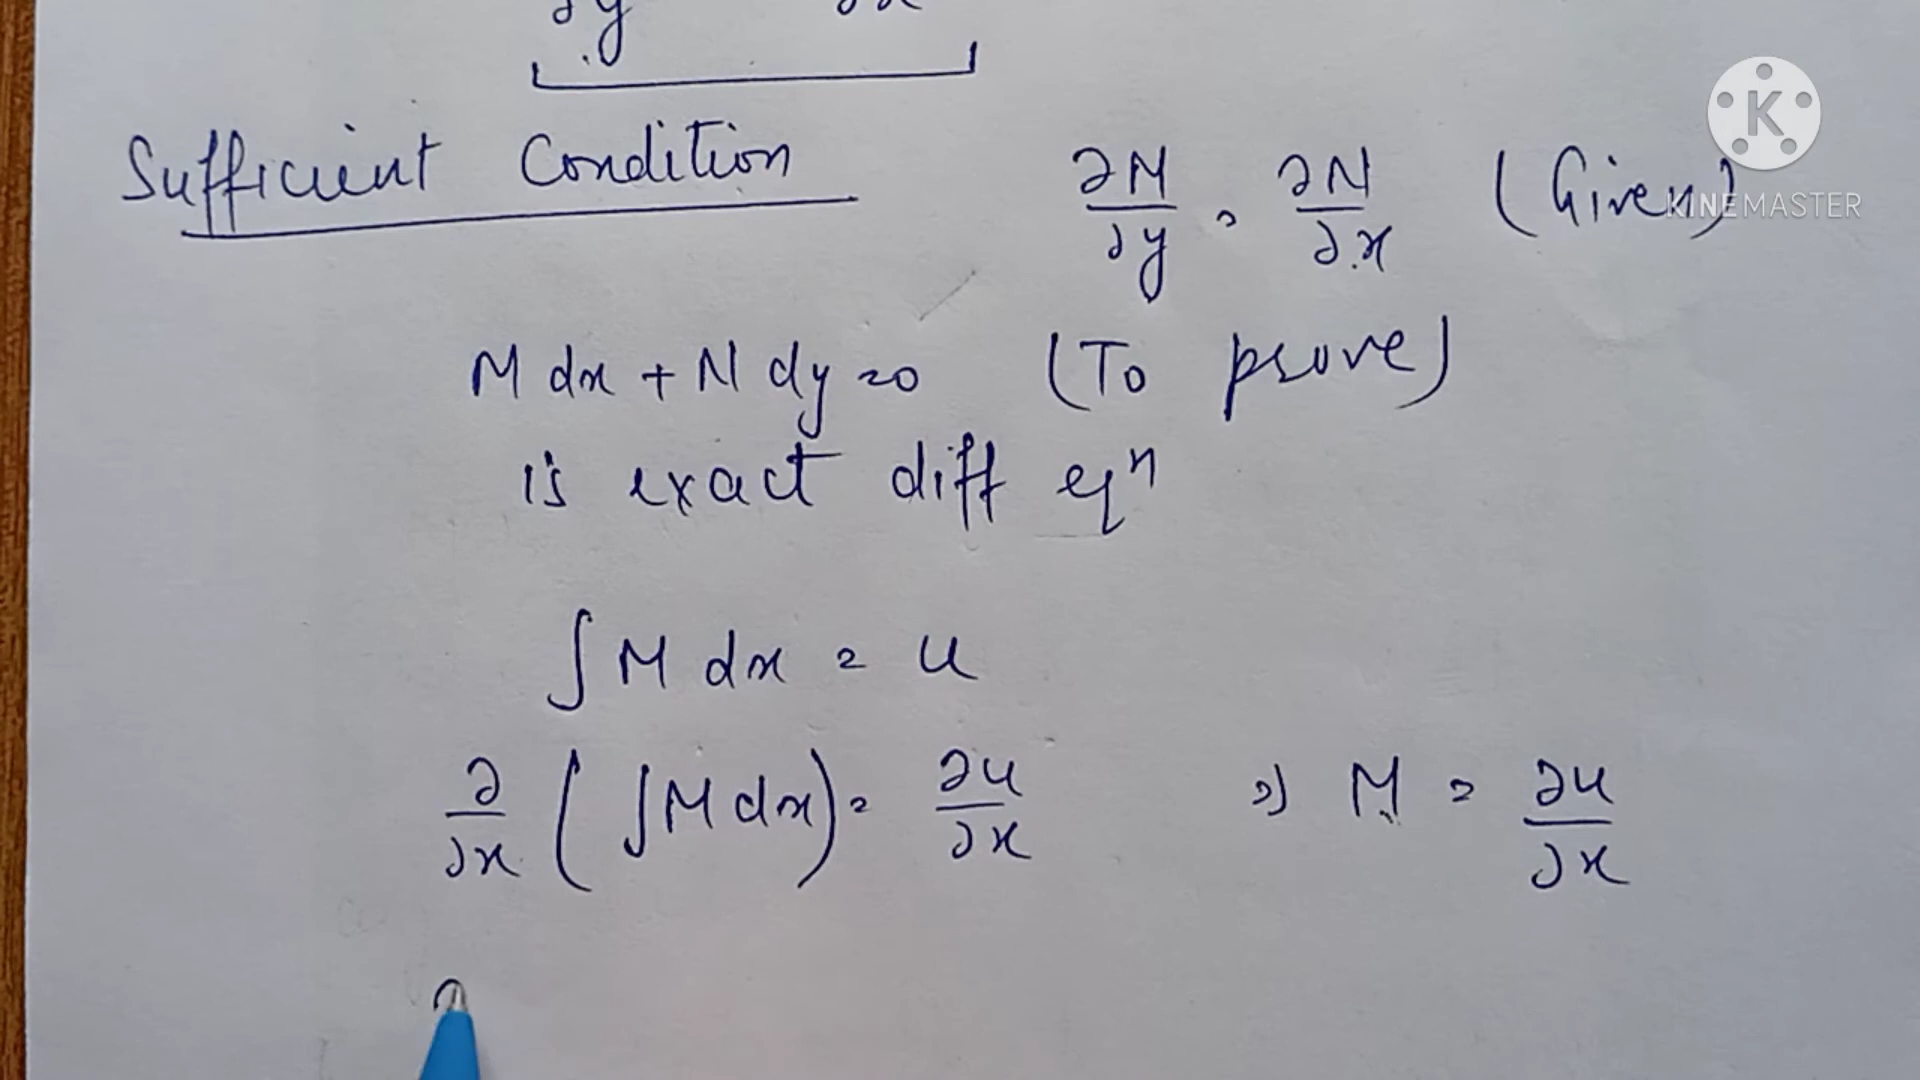 ∂y ∂x
Sufficient Condition ∂M/∂y = ∂N/∂x (Given)
K
KINEMASTER
M dx + N dy = 0 (To prove)
is exact diff eqⁿ
∫ M dx = u
∂/∂x ( ∫ M dx ) = ∂u/∂x ⇒ M = ∂u/∂x